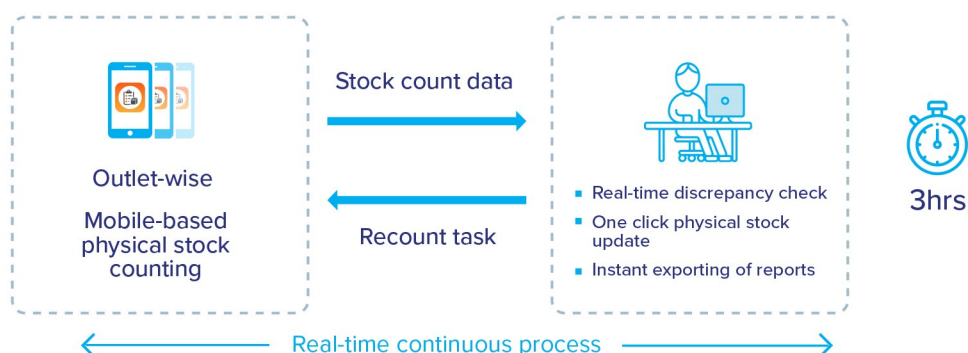 Outlet-wise
Mobile-based
physical stock
counting
Stock count data
Recount task
Real-time discrepancy check
One click physical stock
update
Instant exporting of reports
3hrs
Real-time continuous process